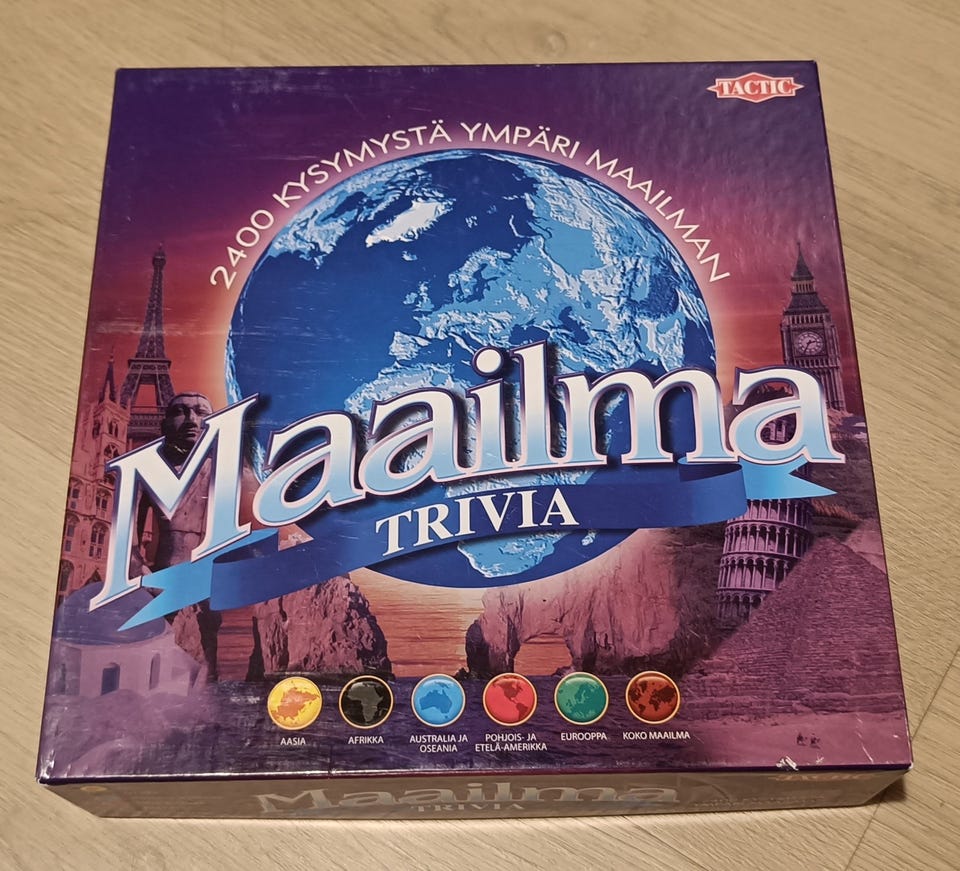 TACTIC
2400 KYSYMYSTÄ YMPÄRI MAAILMAN
Maailma
TRIVIA
AASIA
AFRIKKA
AUSTRALIA JA
OSEANIA
POHJOIS- JA
ETELÄ-AMERIKKA
EUROOPPA
KOKO MAAILMA
Maailma
TRIVIA